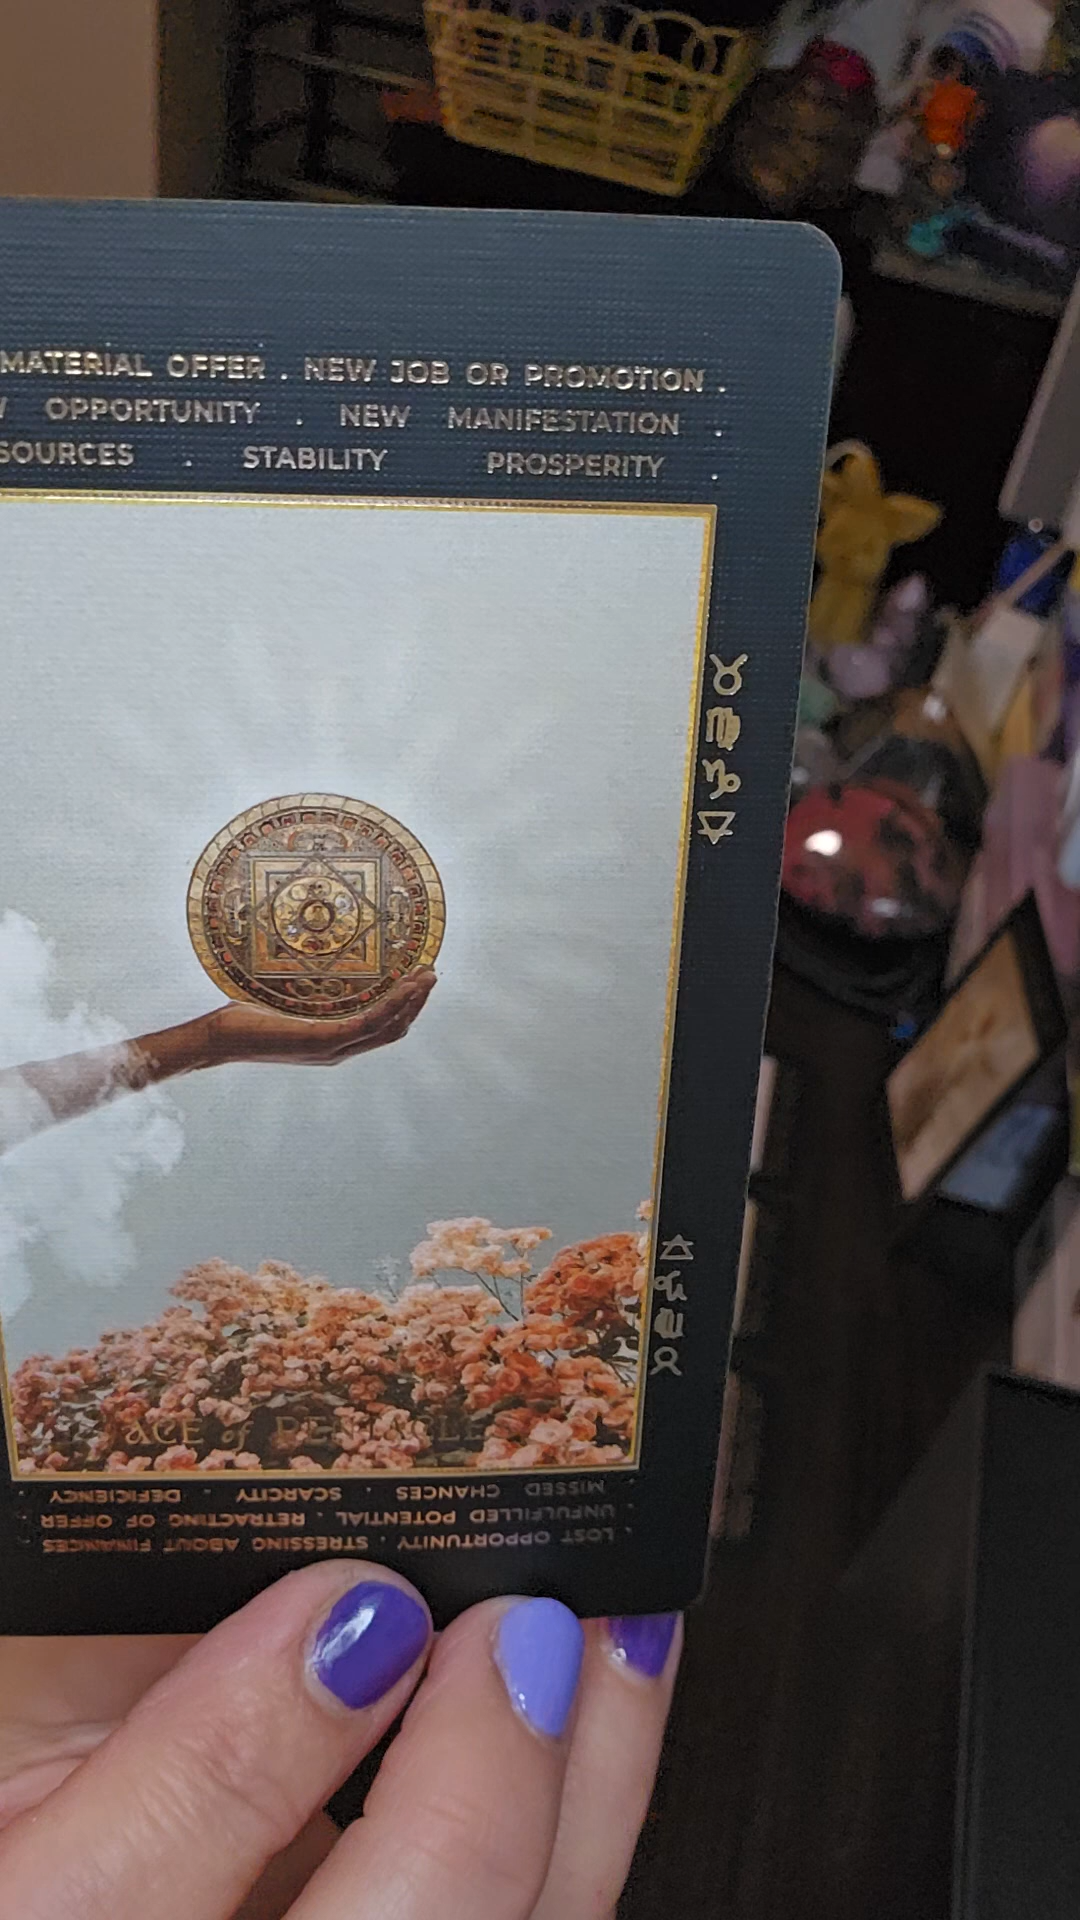 MATERIAL OFFER . NEW JOB OR PROMOTION .
OPPORTUNITY . NEW MANIFESTATION .
SOURCES . STABILITY PROSPERITY .
ACE of PENTACLE
MISSED CHANCES . SCARCITY . DEFICIENCY .
. UNFULFILLED POTENTIAL . RETRACTING OF OFFER .
. LOST OPPORTUNITY . STRESSING ABOUT FINANCES